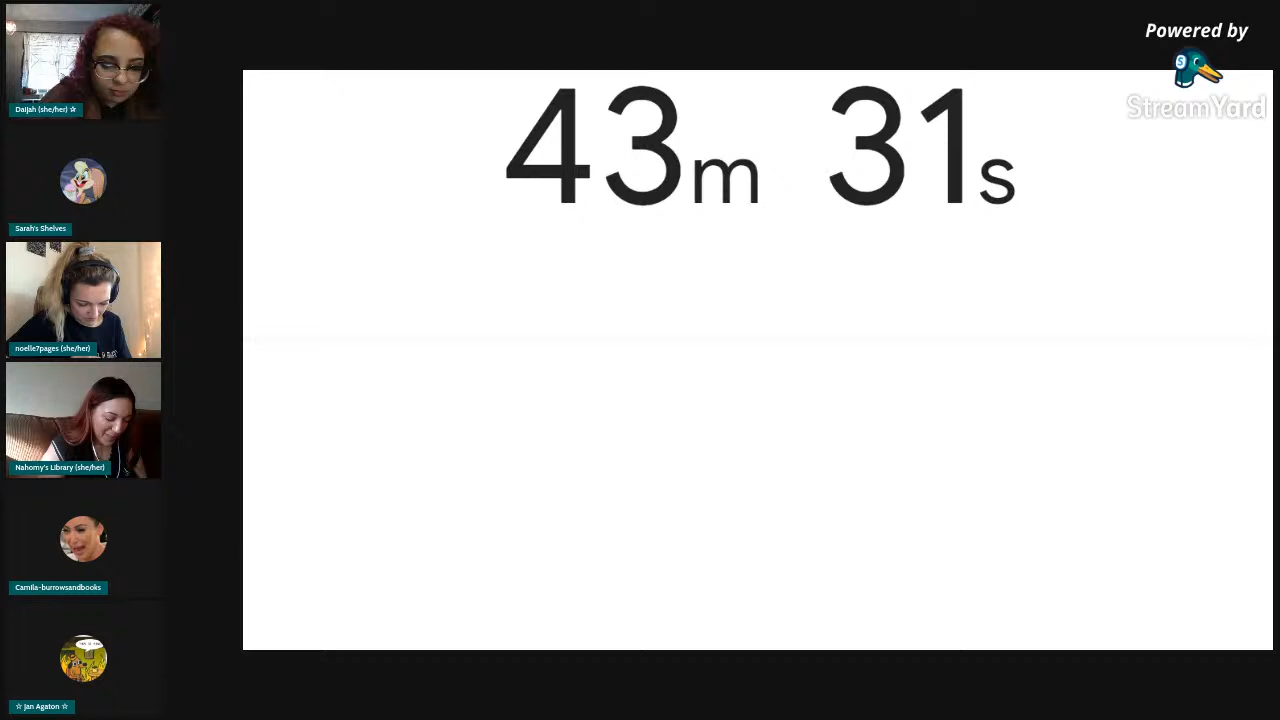 Powered by
StreamYard
43m 31s
Daijah (she/her) ☆
Sarah's Shelves
noelle7pages (she/her)
Nahomy's Library (she/her)
Camila-burrowsandbooks
☆ Jan Agaton ☆